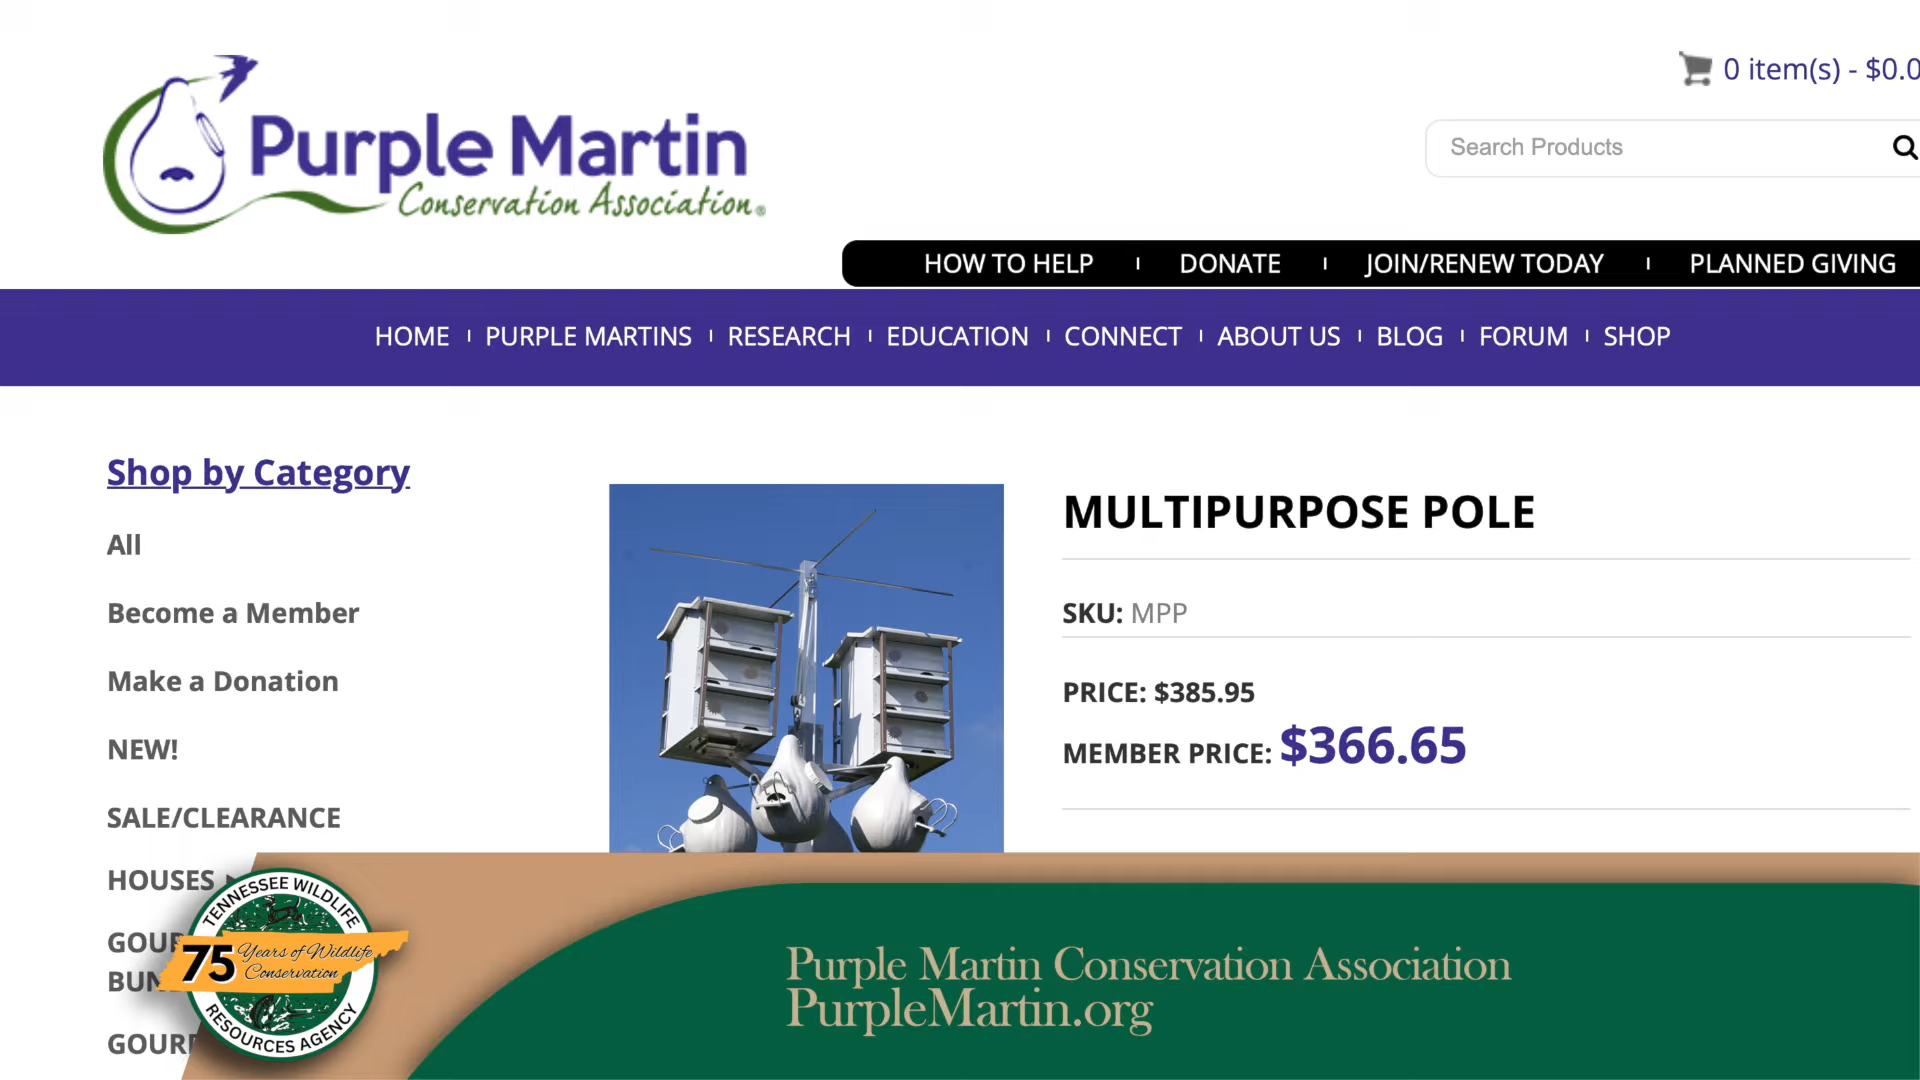 0 item(s) - $0.0
Purple Martin
Conservation Association®
Search Products
HOW TO HELP
DONATE
JOIN/RENEW TODAY
PLANNED GIVING
HOME
PURPLE MARTINS
RESEARCH
EDUCATION
CONNECT
ABOUT US
BLOG
FORUM
SHOP
Shop by Category
All
Become a Member
Make a Donation
NEW!
SALE/CLEARANCE
HOUSES
MULTIPURPOSE POLE
SKU: MPP
PRICE: $385.95
MEMBER PRICE: $366.65
TENNESSEE WILDLIFE
75 Years of Wildlife
Conservation
RESOURCES AGENCY
Purple Martin Conservation Association
PurpleMartin.org